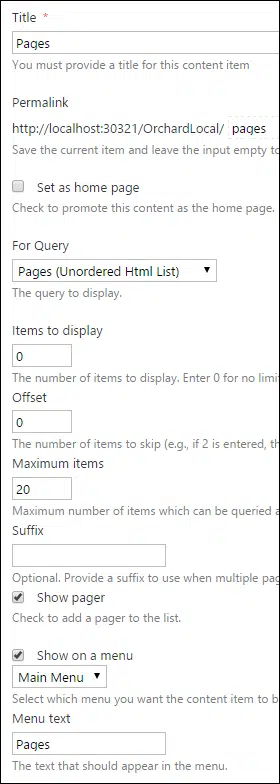 Title *
Pages
You must provide a title for this content item
Permalink
http://localhost:30321/OrchardLocal/ pages
Save the current item and leave the input empty to
Set as home page
Check to promote this content as the home page.
For Query
Pages (Unordered Html List)
The query to display.
Items to display
0
The number of items to display. Enter 0 for no limi
Offset
0
The number of items to skip (e.g., if 2 is entered, th
Maximum items
20
Maximum number of items which can be queried a
Suffix
Optional. Provide a suffix to use when multiple pag
Show pager
Check to add a pager to the list.
Show on a menu
Main Menu
Select which menu you want the content item to b
Menu text
Pages
The text that should appear in the menu.